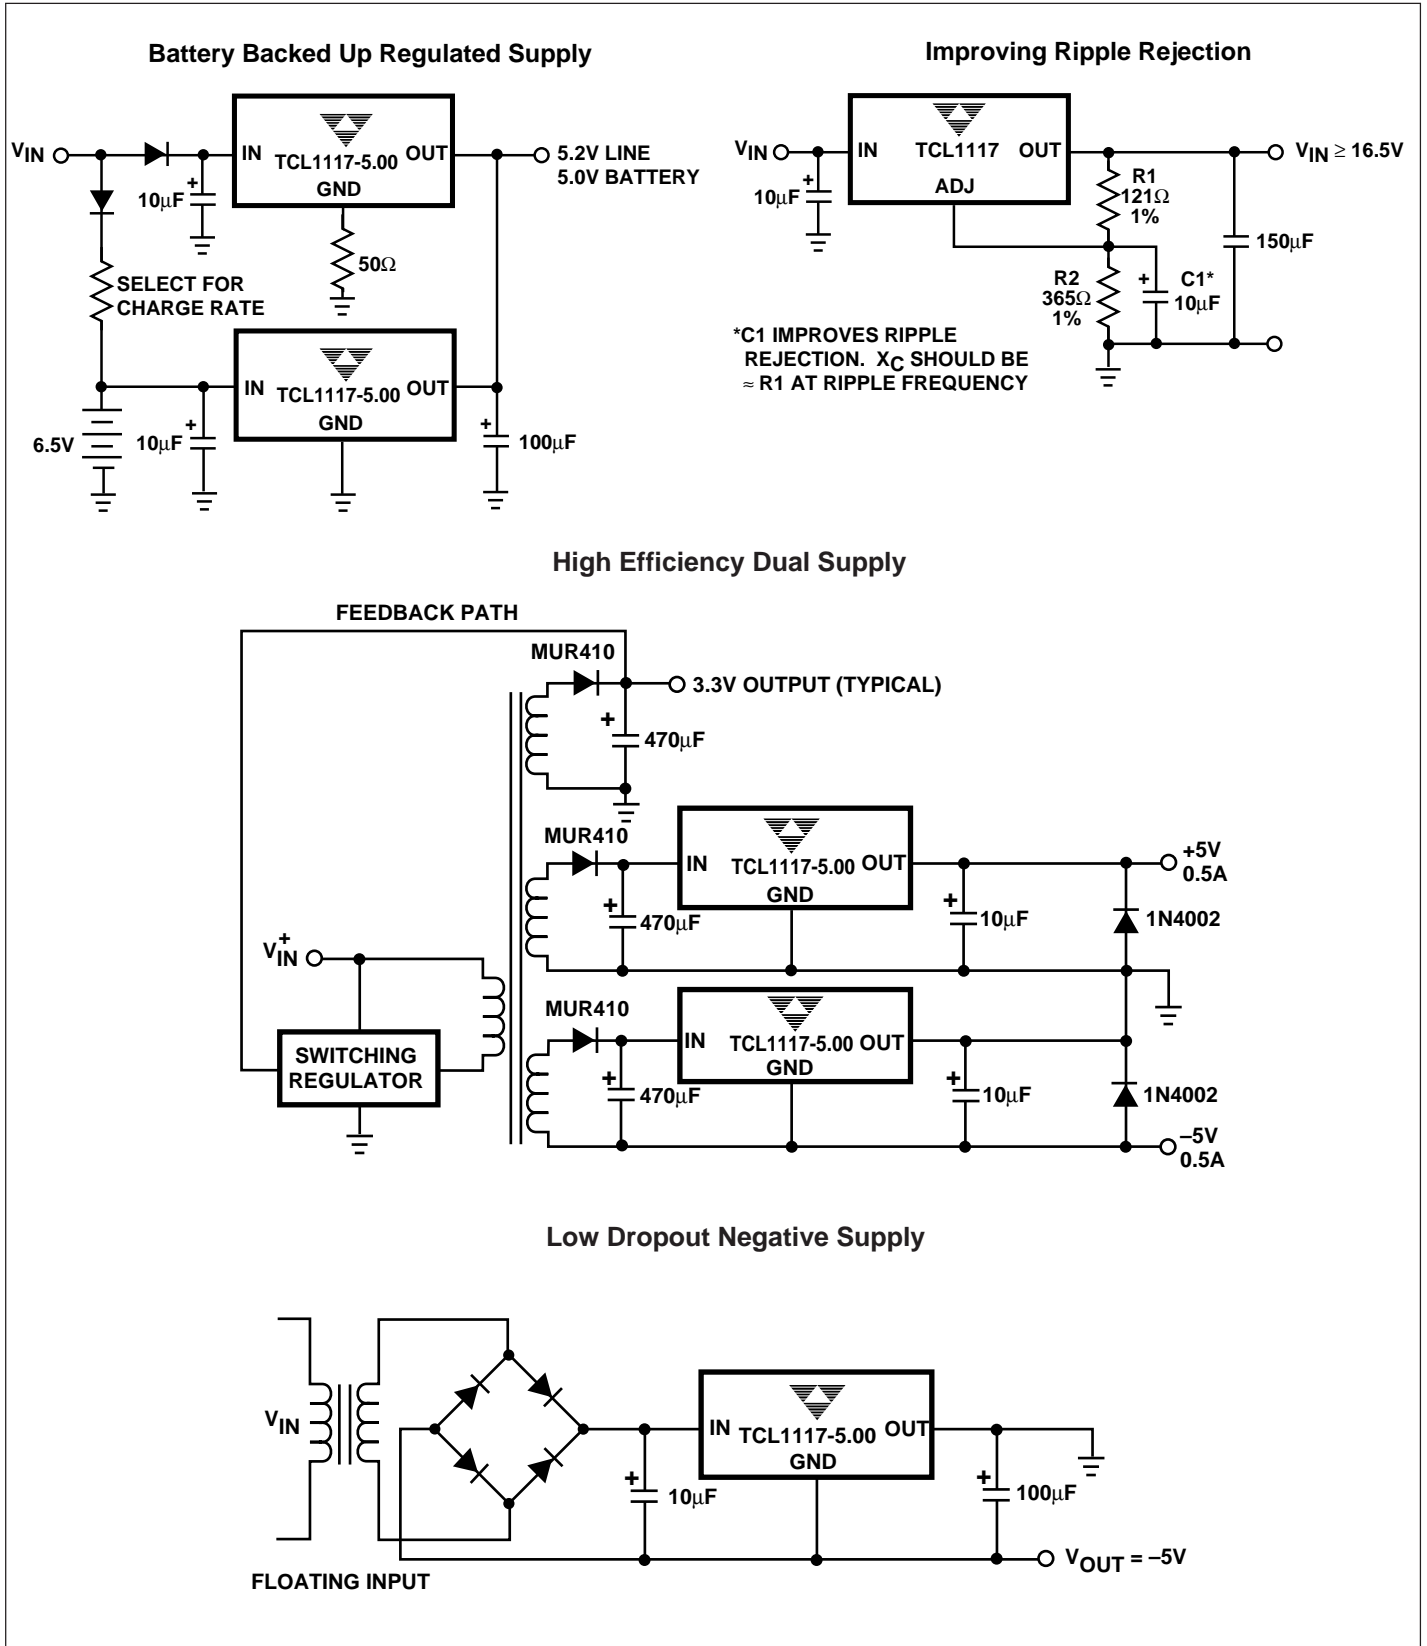 Battery Backed Up Regulated Supply
VIN
IN
TCL1117-5.00
OUT
GND
5.2V LINE
5.0V BATTERY
+
10μF
50Ω
SELECT FOR
CHARGE RATE
IN
TCL1117-5.00
OUT
GND
6.5V
+
10μF
+
100μF
Improving Ripple Rejection
VIN
IN
TCL1117
OUT
ADJ
VIN ≥ 16.5V
+
10μF
R1
121Ω
1%
150μF
R2
365Ω
1%
+
C1*
10μF
*C1 IMPROVES RIPPLE
REJECTION. XC SHOULD BE
≈ R1 AT RIPPLE FREQUENCY
High Efficiency Dual Supply
FEEDBACK PATH
MUR410
3.3V OUTPUT (TYPICAL)
+
470μF
MUR410
IN
TCL1117-5.00
OUT
GND
+5V
0.5A
+
470μF
+
10μF
1N4002
VIN+
SWITCHING
REGULATOR
MUR410
IN
TCL1117-5.00
OUT
GND
+
470μF
+
10μF
1N4002
–5V
0.5A
Low Dropout Negative Supply
VIN
IN
TCL1117-5.00
OUT
GND
+
10μF
+
100μF
VOUT = –5V
FLOATING INPUT